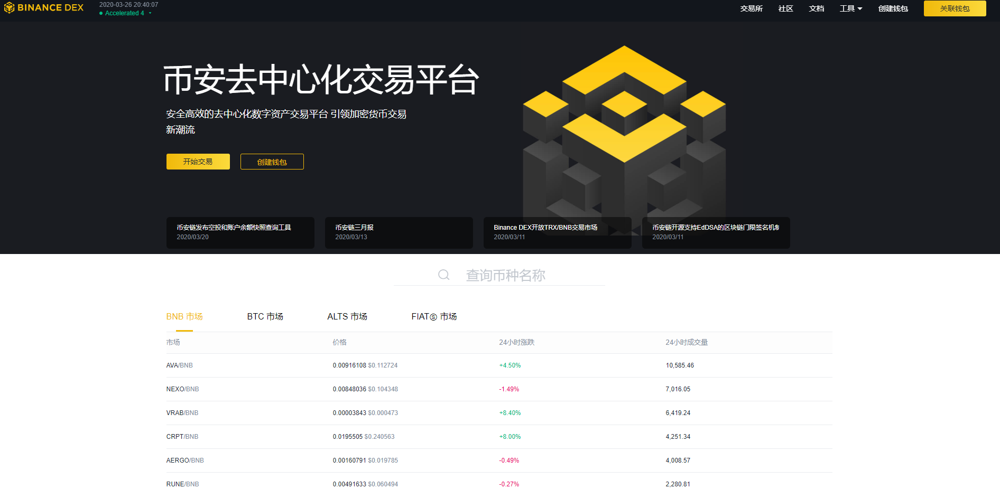 BINANCE DEX
2020-03-26 20:40:07
Accelerated 4
交易所 社区 文档 工具 创建钱包 关联钱包
币安去中心化交易平台
安全高效的去中心化数字资产交易平台 引领加密货币交易
新潮流
开始交易 创建钱包
币安链发布空投和账户余额快照查询工具
2020/03/20
币安链三月报
2020/03/13
Binance DEX开放TRX/BNB交易市场
2020/03/11
币安链开源支持EdDSA的区块链门限签名机制
2020/03/11
查询币种名称
BNB 市场 BTC 市场 ALTS 市场 FIATⓈ 市场
市场 价格 24小时涨跌 24小时成交量
AVA/BNB 0.00916108 $0.112724 +4.50% 10,585.46
NEXO/BNB 0.00848036 $0.104348 -1.49% 7,016.05
VRAB/BNB 0.00003843 $0.000473 +8.40% 6,419.24
CRPT/BNB 0.0195505 $0.240563 +8.00% 4,251.34
AERGO/BNB 0.00160791 $0.019785 -0.49% 4,008.57
RUNE/BNB 0.00491633 $0.060494 -0.27% 2,280.81